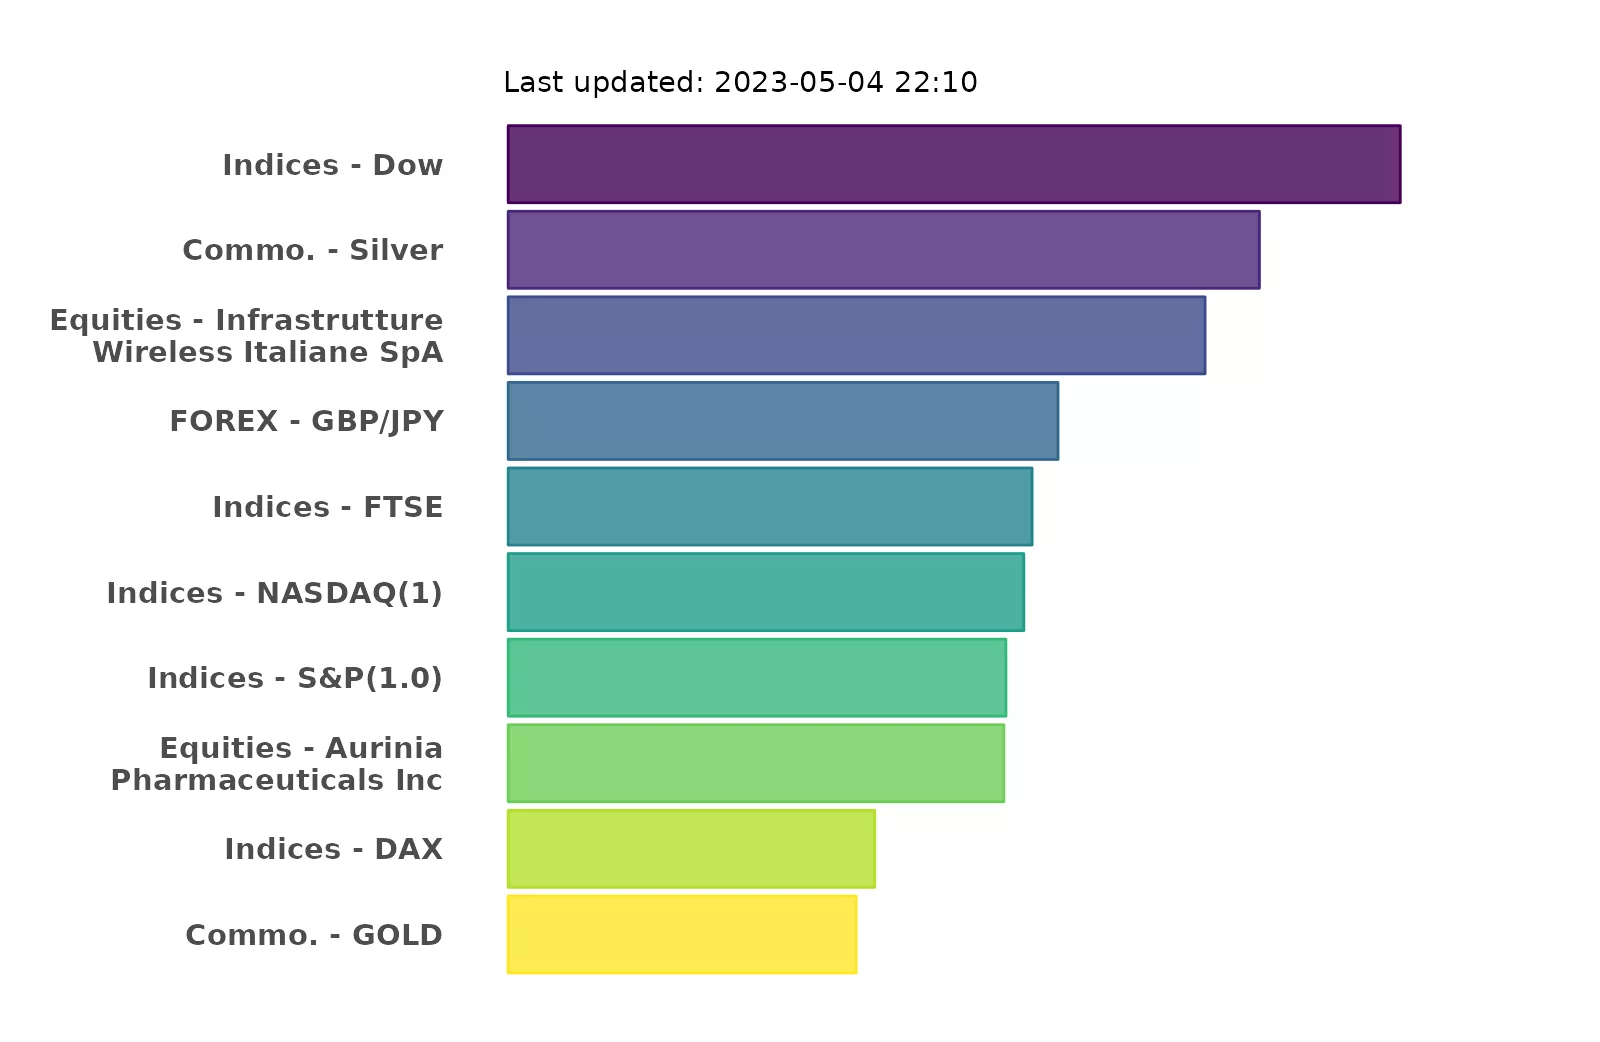 Last updated: 2023-05-04 22:10
Indices - Dow
Commo. - Silver
Equities - Infrastrutture
Wireless Italiane SpA
FOREX - GBP/JPY
Indices - FTSE
Indices - NASDAQ(1)
Indices - S&P(1.0)
Equities - Aurinia
Pharmaceuticals Inc
Indices - DAX
Commo. - GOLD